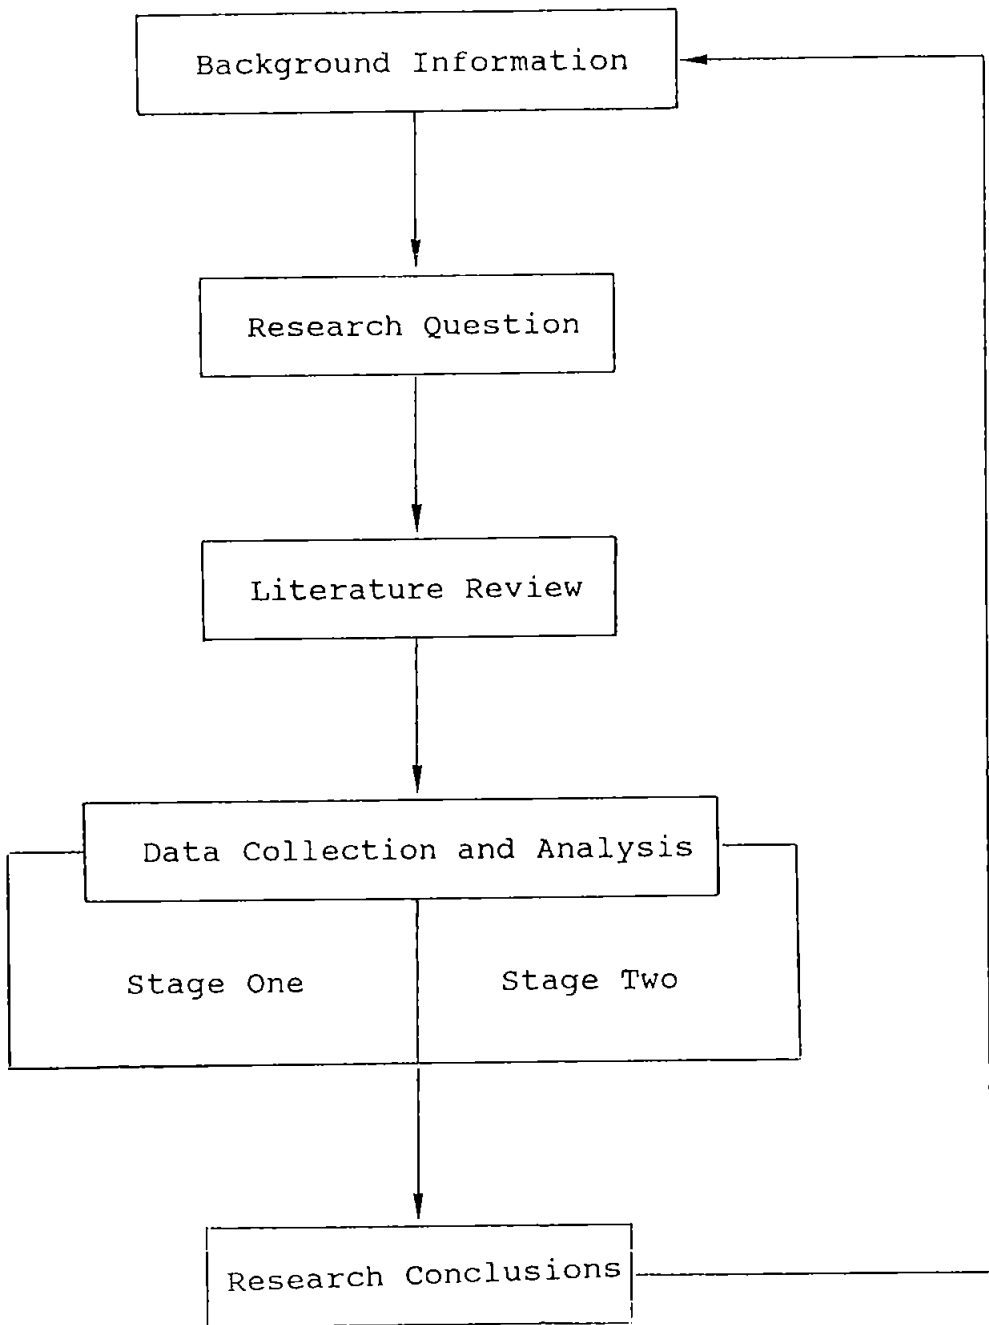 Background Information
Research Question
Literature Review
Data Collection and Analysis
Stage One
Stage Two
Research Conclusions